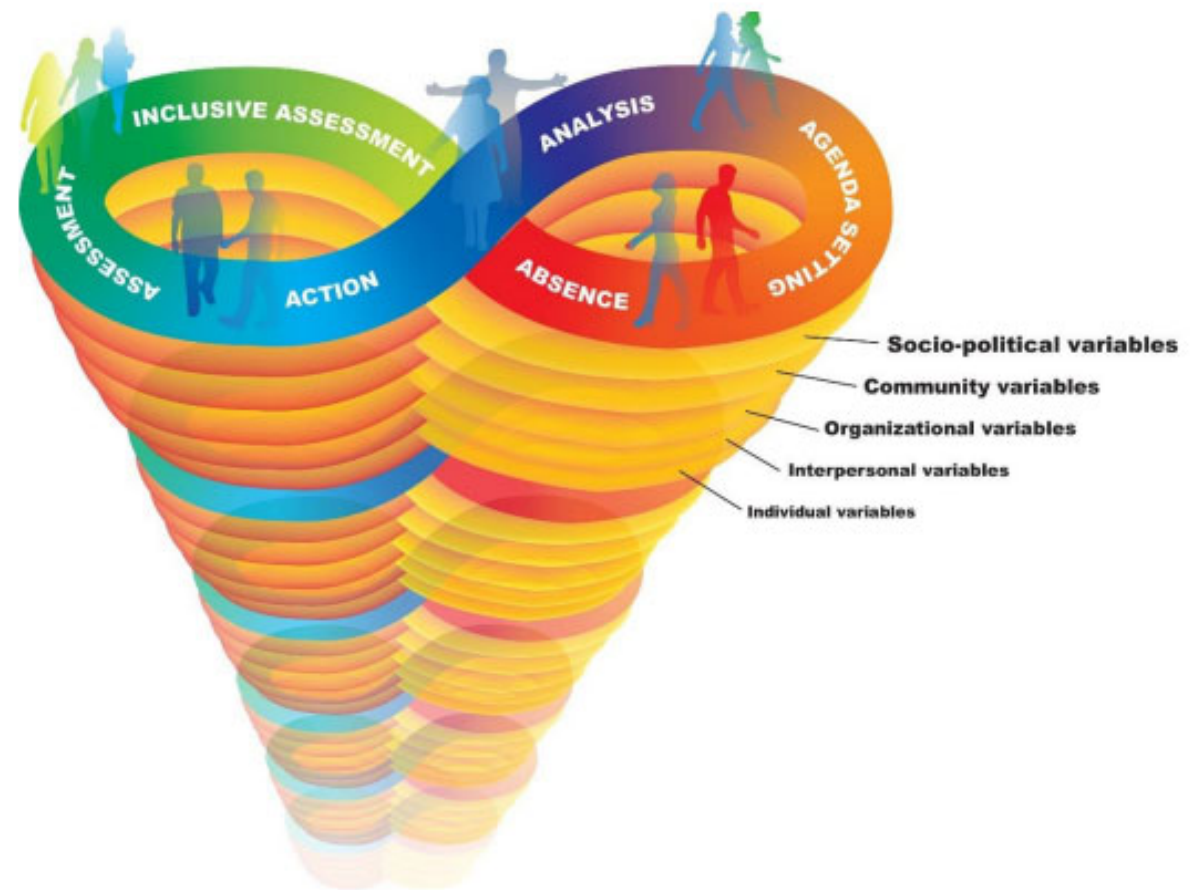 INCLUSIVE ASSESSMENT
ANALYSIS
AGENDA SETTING
ASSESSMENT
ACTION
ABSENCE
Socio-political variables
Community variables
Organizational variables
Interpersonal variables
Individual variables